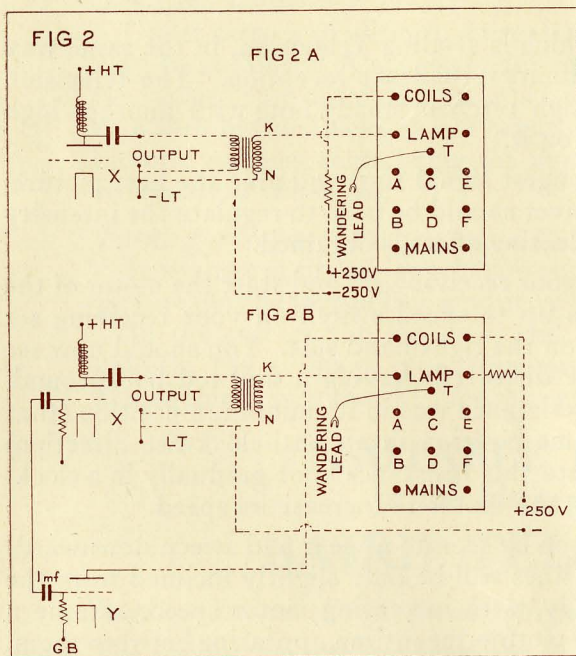 FIG 2
FIG 2 A
+ HT
OUTPUT
X
-LT
K
N
+250V
-250V
WANDERING
LEAD
COILS
LAMP
T
A C E
B D F
MAINS
FIG 2 B
+ HT
OUTPUT
X
LT
K
N
WANDERING
LEAD
COILS
LAMP
T
A C E
B D F
MAINS
+250V
1mf
Y
GB